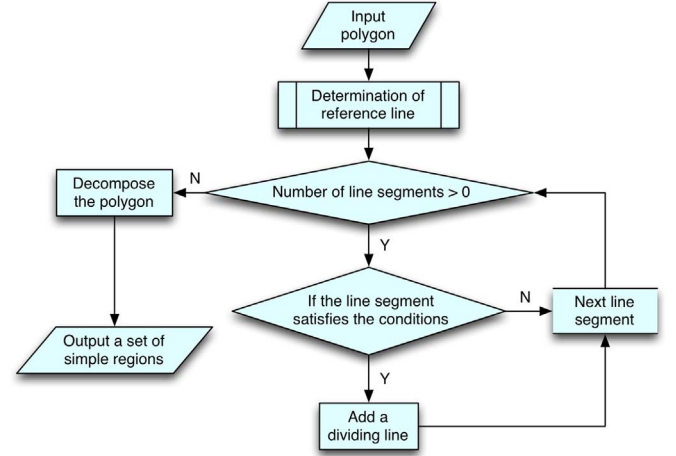 Input
polygon
Determination of
reference line
Number of line segments > 0
N
Decompose
the polygon
Y
If the line segment
satisfies the conditions
N
Next line
segment
Output a set of
simple regions
Y
Add a
dividing line